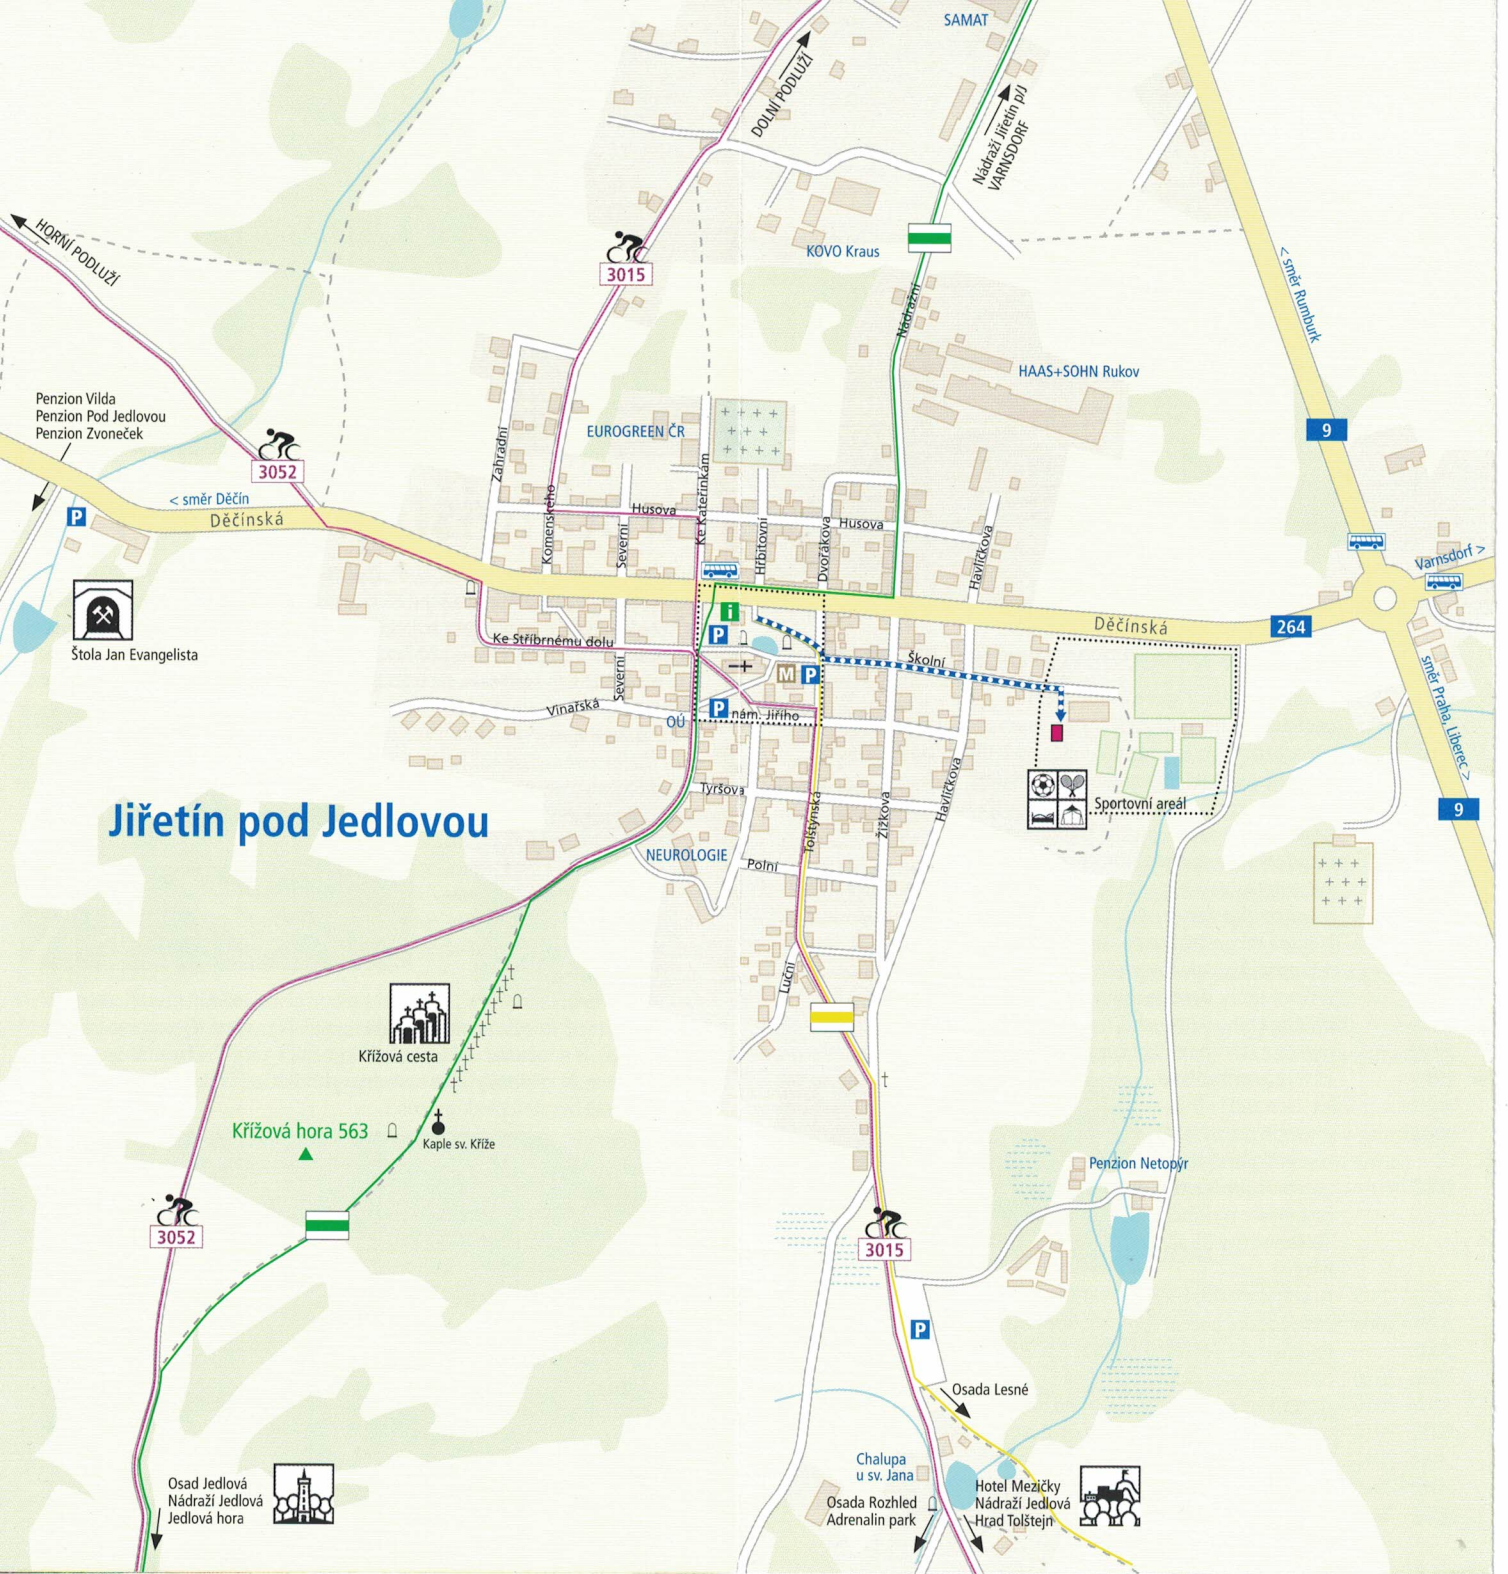 SAMAT
DOLNÍ PODLUŽÍ
Nádraží Jiřetín p/J
VARNSDORF
HORNÍ PODLUŽÍ
3015
KOVO Kraus
< směr Rumburk
Nádražní
HAAS+SOHN Rukov
Penzion Vilda
Penzion Pod Jedlovou
Penzion Zvoneček
EUROGREEN ČR
9
Zahradní
3052
< směr Děčín
P
Děčínská
Komenského
Husova
Severní
Ke Kateřinkám
Hřbitovní
Dvořákova
Husova
Havlíčkova
Varnsdorf >
Štola Jan Evangelista
i
P
Děčínská
264
Ke Stříbrnému dolu
Severní
M
P
Školní
směr Praha, Liberec >
Vinařská
OÚ
P
nám. Jiřího
Tyršova
Tolštýnská
Žižkova
Havlíčkova
Sportovní areál
9
Jiřetín pod Jedlovou
NEUROLOGIE
Polní
Luční
Křížová cesta
Křížová hora 563
Kaple sv. Kříže
Penzion Netopýr
3052
3015
P
Osada Lesné
Chalupa
u sv. Jana
Osad Jedlová
Nádraží Jedlová
Jedlová hora
Osada Rozhled
Adrenalin park
Hotel Mezičky
Nádraží Jedlová
Hrad Tolštejn